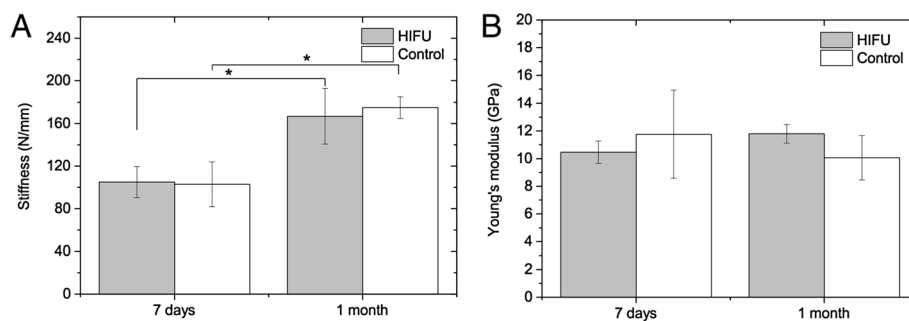 A
Stiffness (N/mm)
240
200
160
120
80
40
0
HIFU
Control
*
*
7 days
1 month
B
Young's modulus (GPa)
20
18
16
14
12
10
8
6
4
2
0
HIFU
Control
7 days
1 month